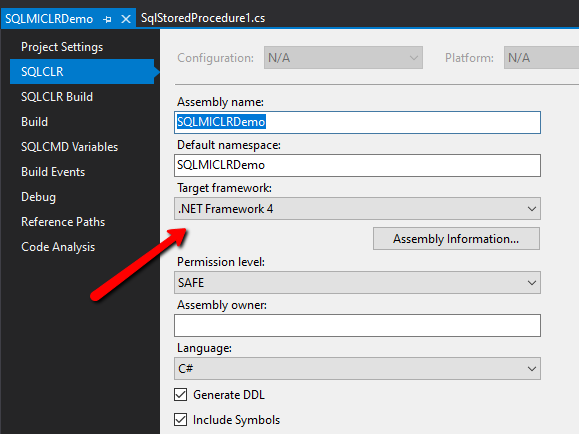 SQLMICLRDemo SqlStoredProcedure1.cs
Project Settings
SQLCLR
SQLCLR Build
Build
SQLCMD Variables
Build Events
Debug
Reference Paths
Code Analysis
Configuration: N/A Platform: N/A
Assembly name:
SQLMICLRDemo
Default namespace:
SQLMICLRDemo
Target framework:
.NET Framework 4
Assembly Information...
Permission level:
SAFE
Assembly owner:
Language:
C#
Generate DDL
Include Symbols